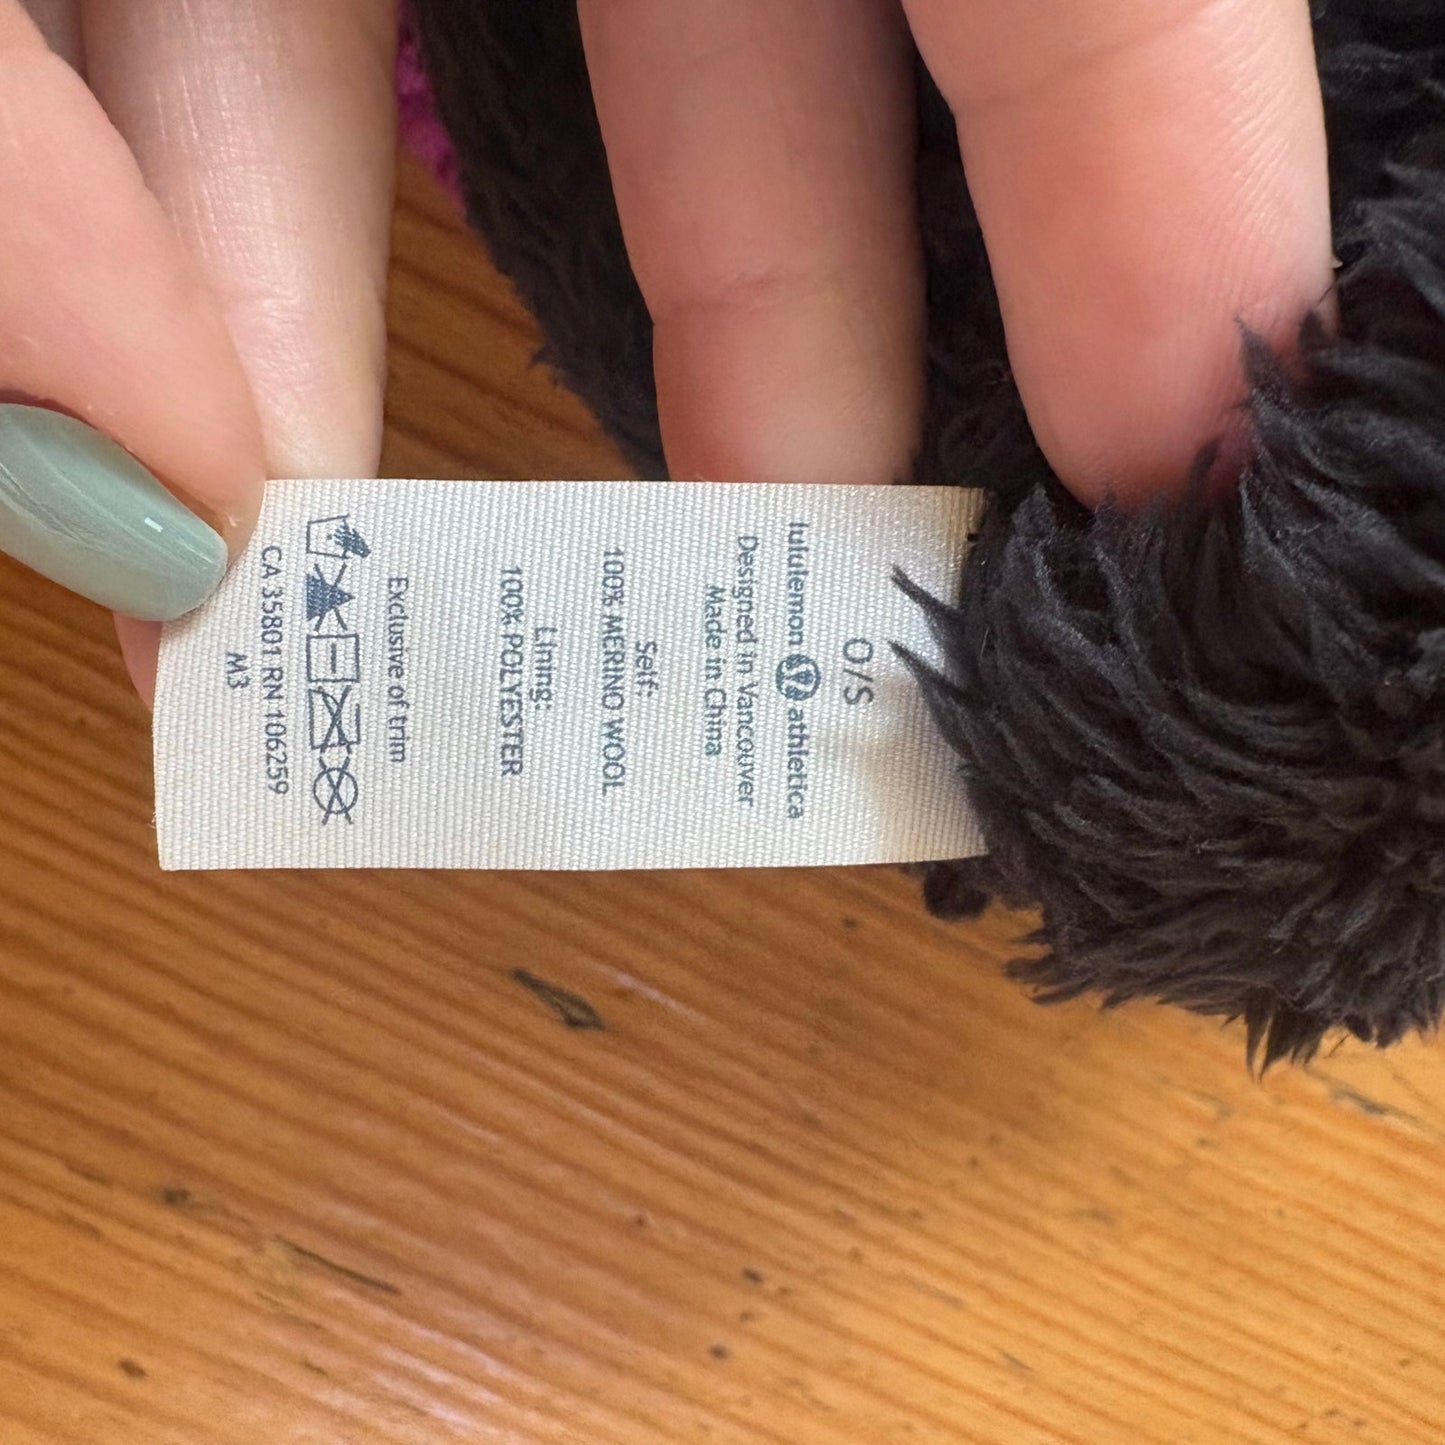 O/S
lululemon athletica
Designed in Vancouver
Made in China
Self:
100% MERINO WOOL
Lining:
100% POLYESTER
Exclusive of trim
CA 35801 RN 106259
M3